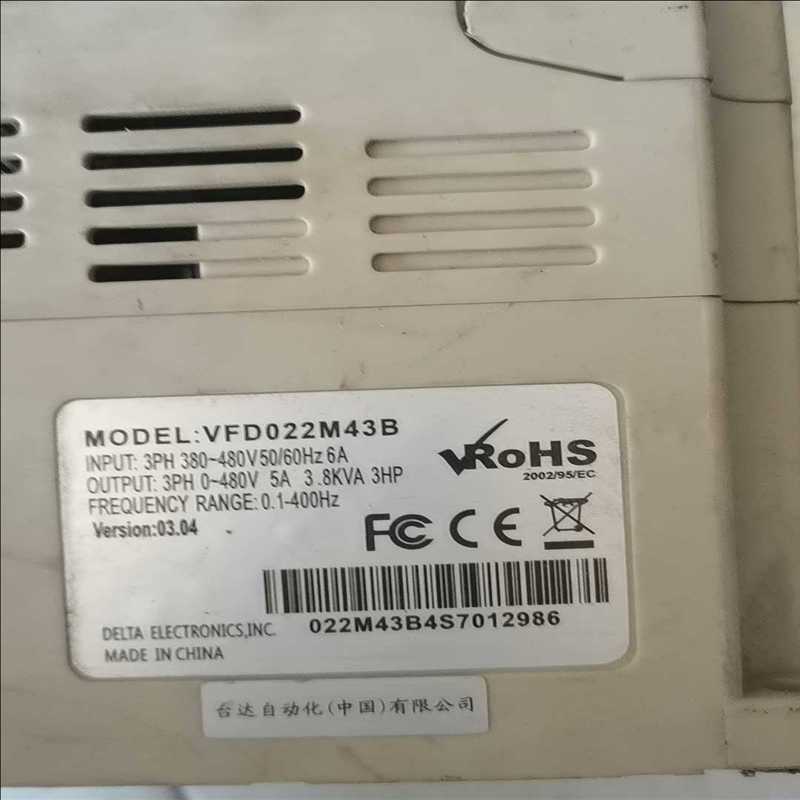 MODEL:VFD022M43B
INPUT: 3PH 380~480V 50/60Hz 6A
OUTPUT: 3PH 0~480V 5A 3.8KVA 3HP
FREQUENCY RANGE: 0.1-400Hz
Version:03.04
RoHS
2002/95/EC
FC CE
022M43B4S7012986
DELTA ELECTRONICS,INC.
MADE IN CHINA
台达自动化(中国)有限公司